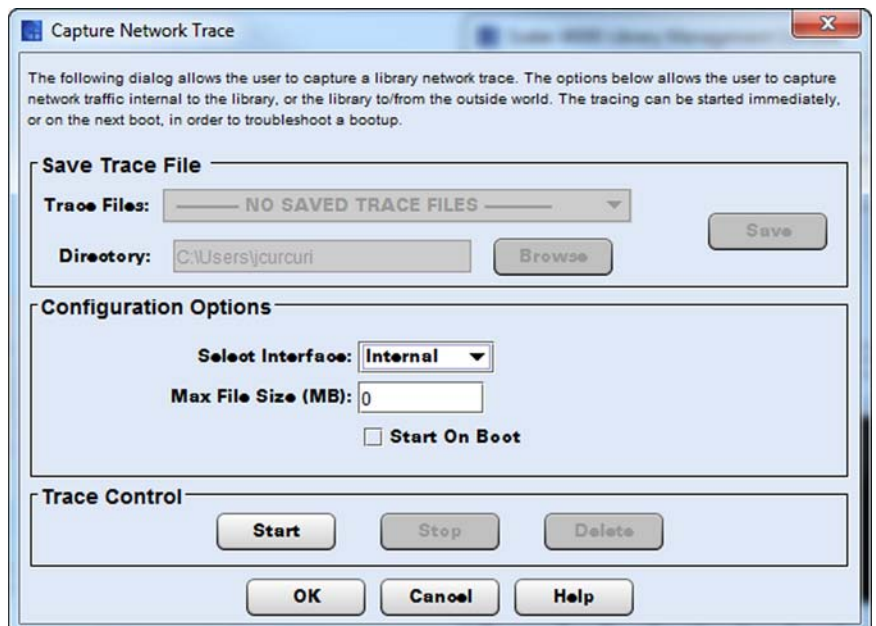 Capture Network Trace
The following dialog allows the user to capture a library network trace. The options below allows the user to capture
network traffic internal to the library, or the library to/from the outside world. The tracing can be started immediately,
or on the next boot, in order to troubleshoot a bootup.
Save Trace File
Trace Files: ——— NO SAVED TRACE FILES ———
Save
Directory: C:\Users\jcurcuri Browse
Configuration Options
Select Interface: Internal
Max File Size (MB): 0
Start On Boot
Trace Control
Start Stop Delete
OK Cancel Help